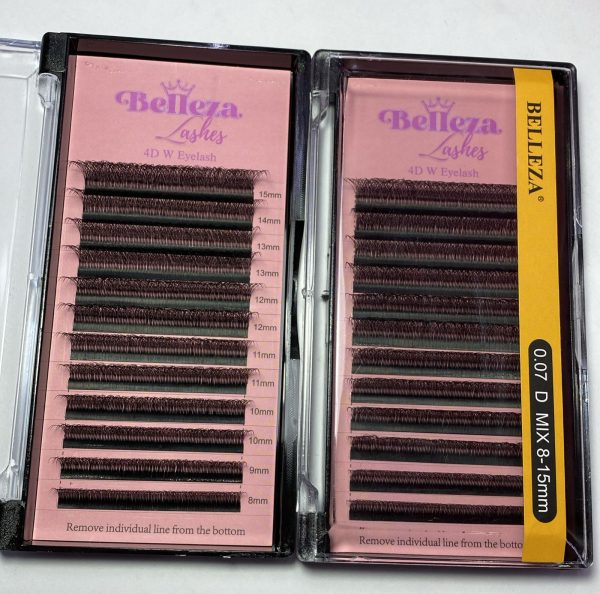 Belleza
Lashes
4D W Eyelash
15mm
14mm
13mm
13mm
12mm
12mm
11mm
11mm
10mm
10mm
9mm
8mm
Remove individual line from the bottom
Belleza
Lashes
4D W Eyelash
Remove individual line from the botto
BELLEZA®
0.07 D MIX 8-15mm